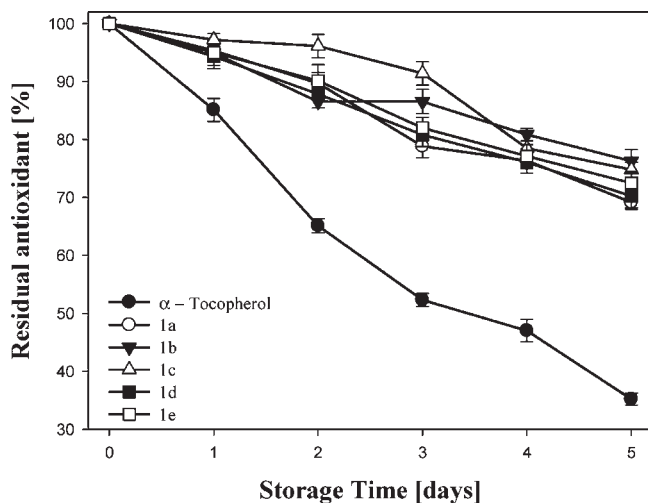 Residual antioxidant [%]
100
90
80
70
60
50
40
30
α – Tocopherol
1a
1b
1c
1d
1e
0 1 2 3 4 5
Storage Time [days]